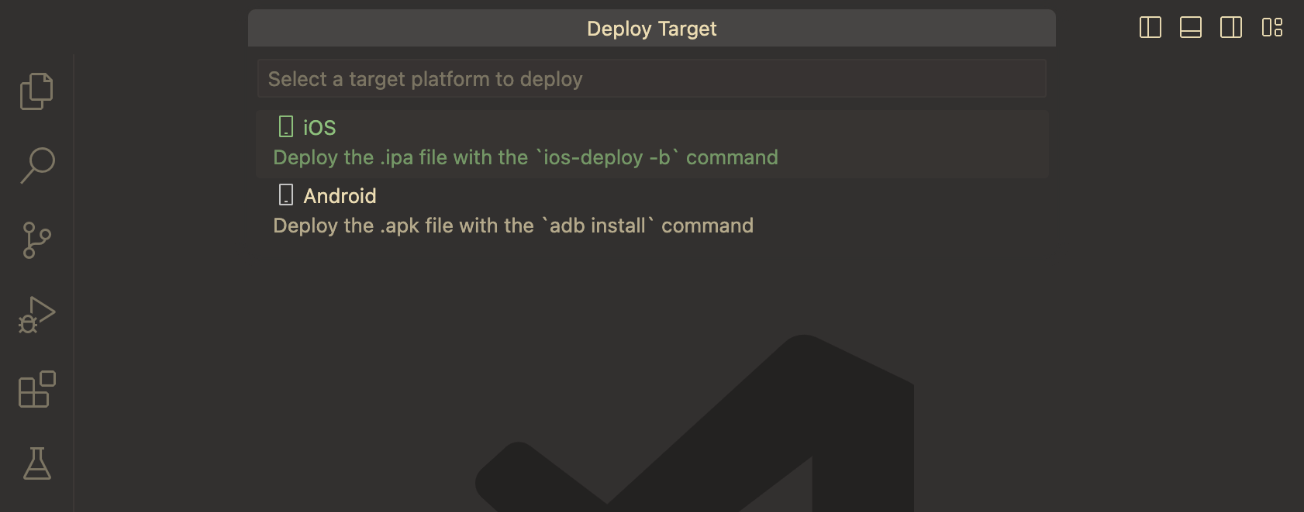 Deploy Target
Select a target platform to deploy
iOS
Deploy the .ipa file with the `ios-deploy -b` command
Android
Deploy the .apk file with the `adb install` command